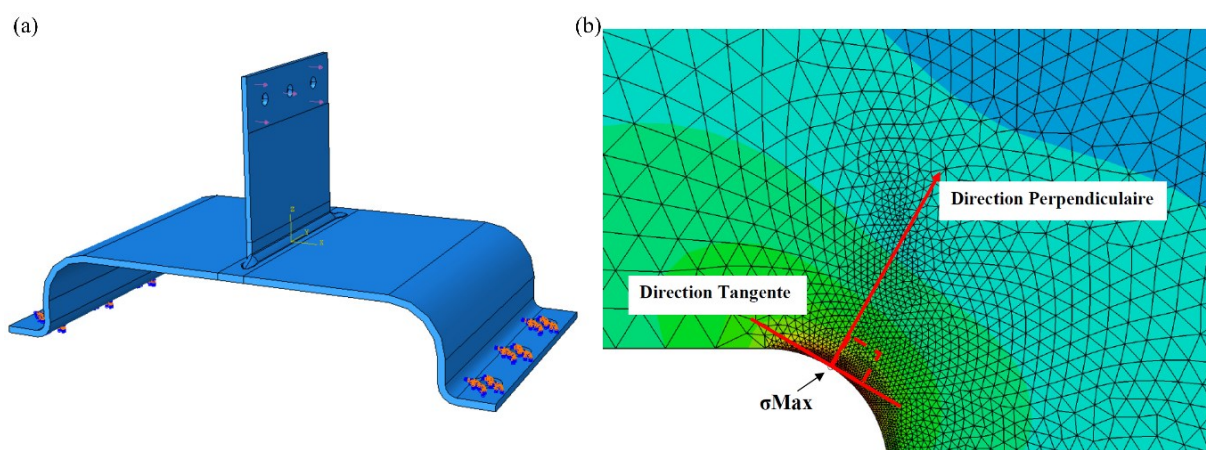 (a)
(b)
Direction Perpendiculaire
Direction Tangente
σMax